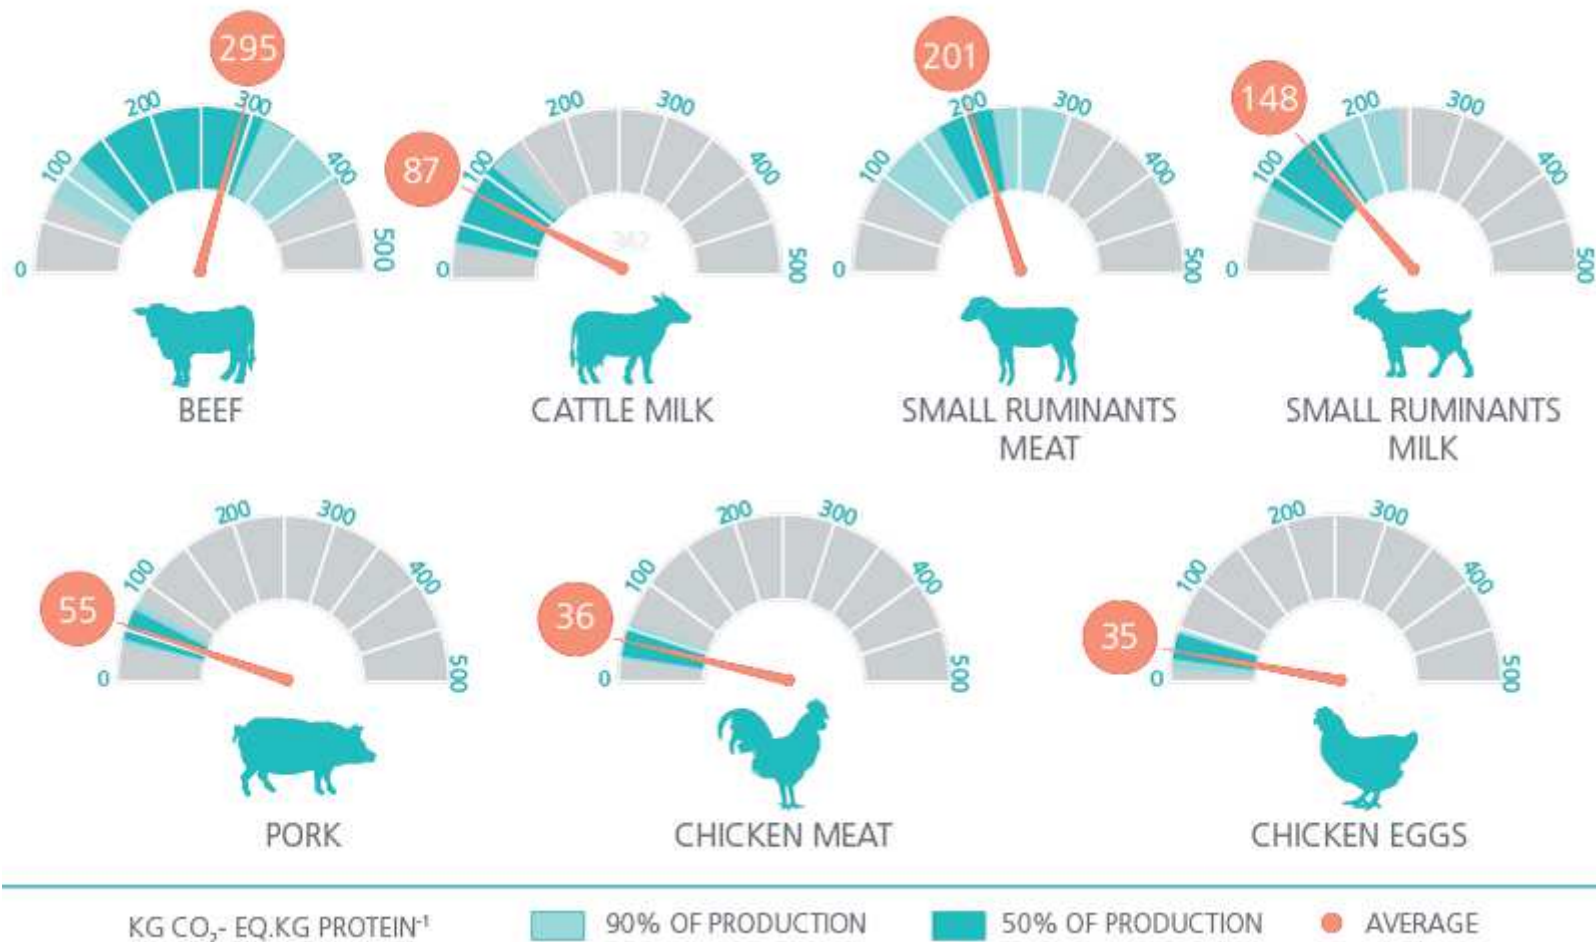 295
201
148
87
0 100 200 300 400 500
0 100 200 300 400 500
0 100 200 300 400 500
0 100 200 300 400 500
BEEF
CATTLE MILK
SMALL RUMINANTS
MEAT
SMALL RUMINANTS
MILK
55
36
35
0 100 200 300 400 500
0 100 200 300 400 500
0 100 200 300 400 500
PORK
CHICKEN MEAT
CHICKEN EGGS
KG CO₂- EQ.KG PROTEIN⁻¹
90% OF PRODUCTION
50% OF PRODUCTION
AVERAGE